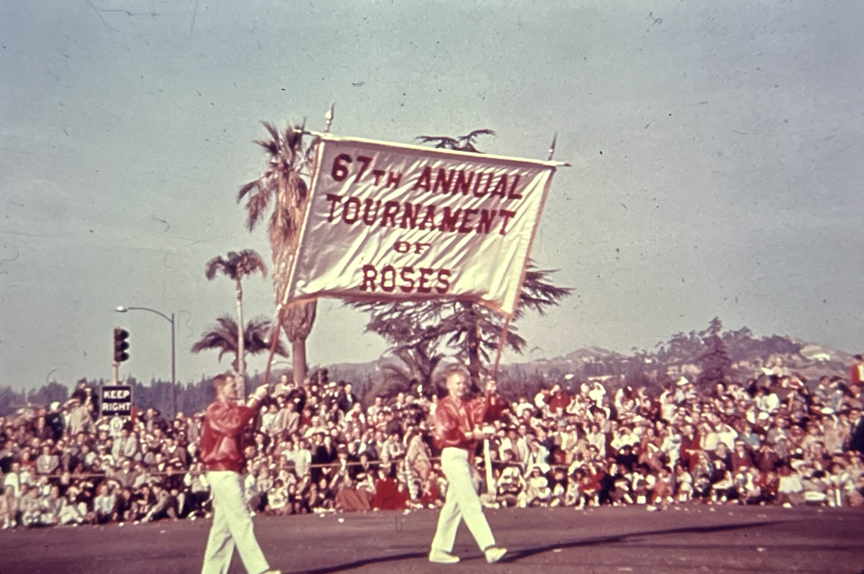 67TH ANNUAL
TOURNAMENT
OF
ROSES
KEEP
RIGHT